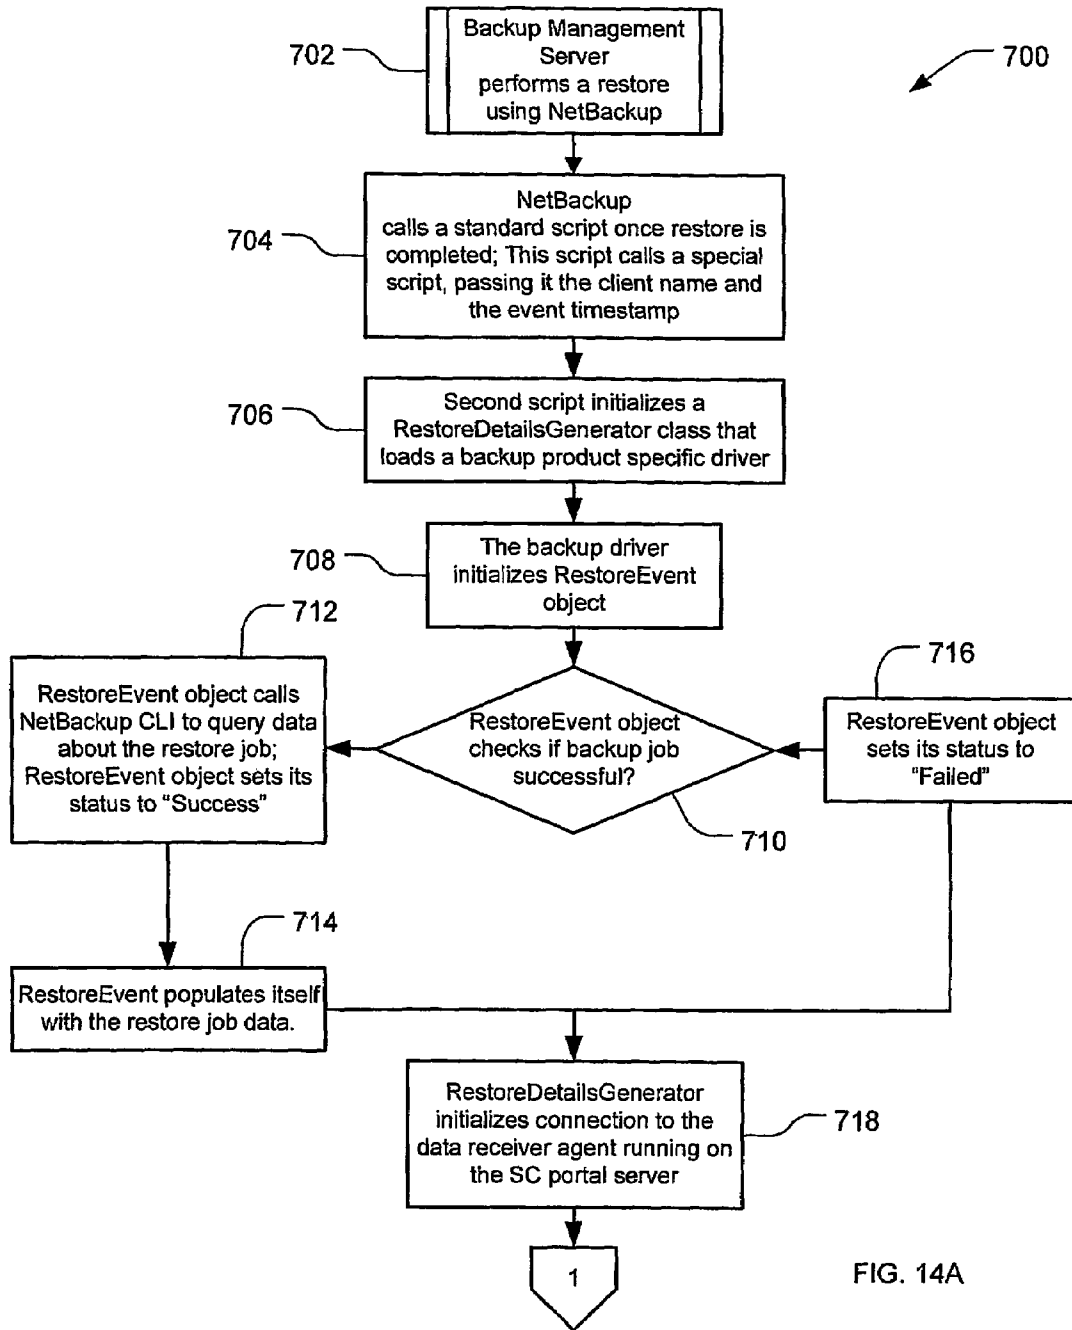 702
Backup Management
Server
performs a restore
using NetBackup
700
704
NetBackup
calls a standard script once restore is
completed; This script calls a special
script, passing it the client name and
the event timestamp
706
Second script initializes a
RestoreDetailsGenerator class that
loads a backup product specific driver
708
The backup driver
initializes RestoreEvent
object
712
RestoreEvent object calls
NetBackup CLI to query data
about the restore job;
RestoreEvent object sets its
status to “Success”
RestoreEvent object
checks if backup job
successful?
710
716
RestoreEvent object
sets its status to
“Failed”
714
RestoreEvent populates itself
with the restore job data.
RestoreDetailsGenerator
initializes connection to the
data receiver agent running on
the SC portal server
718
1
FIG. 14A